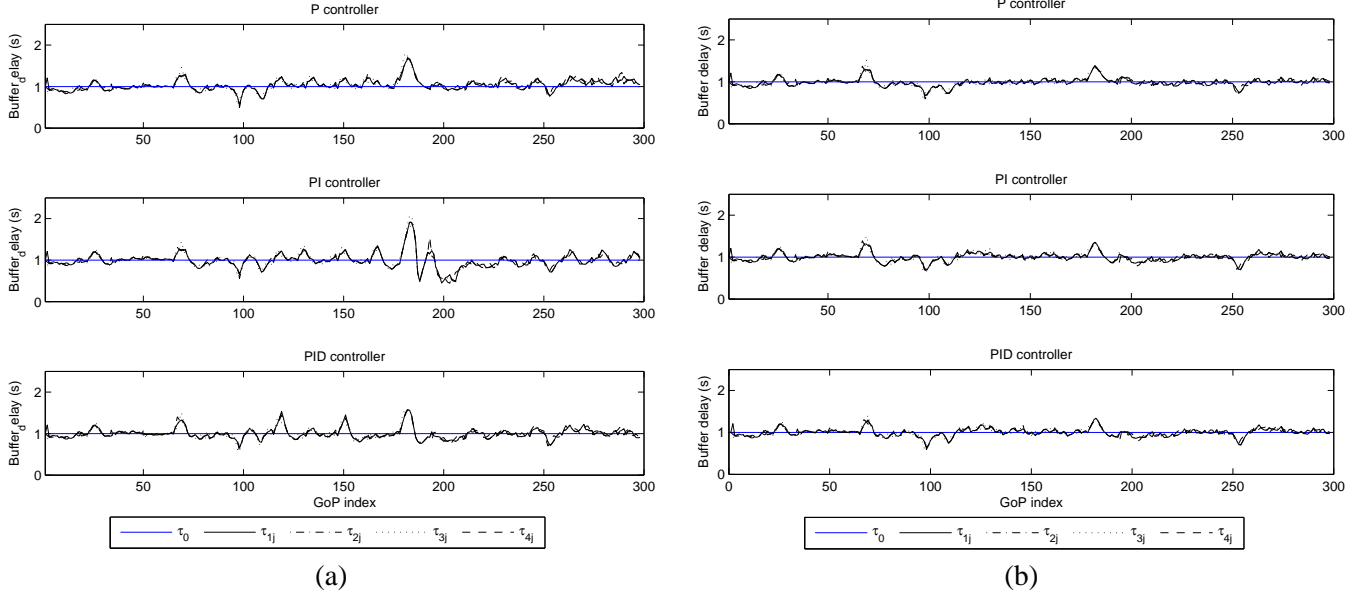 P controller
Buffer_delay (s)
2
1
0
50 100 150 200 250 300
PI controller
Buffer_delay (s)
2
1
0
50 100 150 200 250 300
PID controller
Buffer_delay (s)
2
1
0
50 100 150 200 250 300
GoP index
τ0 τ1j τ2j τ3j τ4j
(a)
P controller
Buffer delay (s)
2
1
0
50 100 150 200 250 300
PI controller
Buffer delay (s)
2
1
0
50 100 150 200 250 300
PID controller
Buffer delay (s)
2
1
0
0 50 100 150 200 250 300
GoP index
τ0 τ1j τ2j τ3j τ4j
(b)